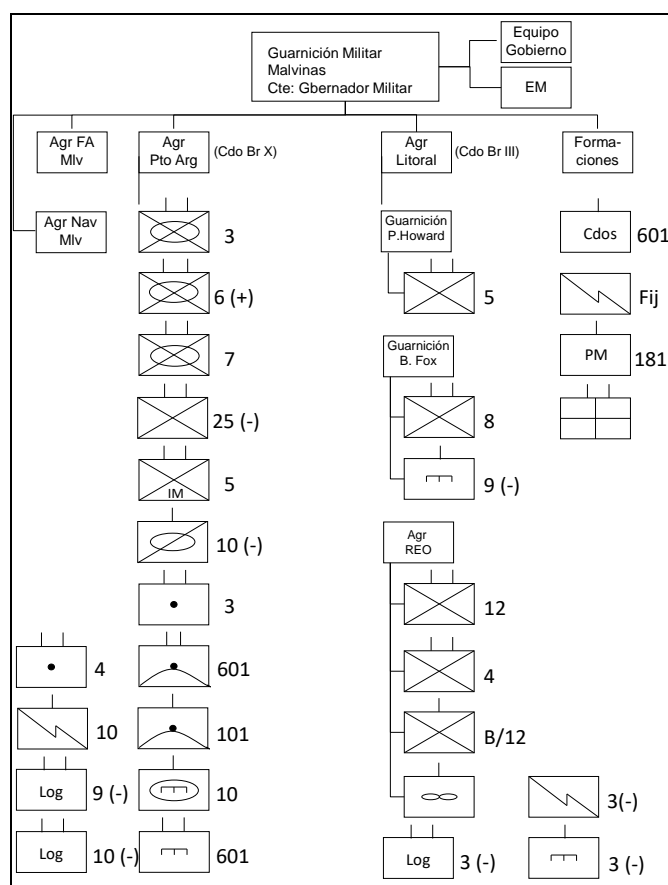 Guarnición Militar
Malvinas
Cte: Gbernador Militar
Equipo
Gobierno
EM
Agr FA
Mlv
Agr
Pto Arg
(Cdo Br X)
Agr
Litoral
(Cdo Br III)
Forma-
ciones
Agr Nav
Mlv
3
6 (+)
7
25 (-)
5
IM
10 (-)
3
4
601
10
101
Log
9 (-)
10
Log
10 (-)
601
Guarnición
P.Howard
5
Guarnición
B. Fox
8
9 (-)
Agr
REO
12
4
B/12
Log
3 (-)
3(-)
3 (-)
Cdos
601
Fij
PM
181